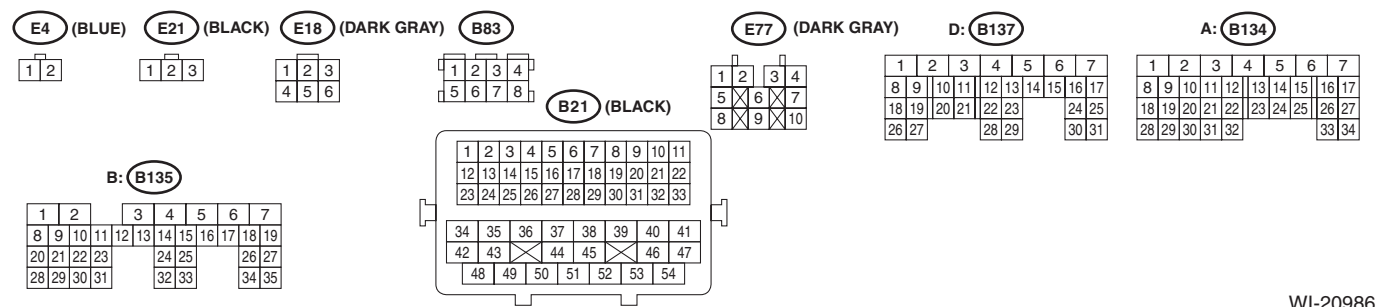 E4 (BLUE)
E21 (BLACK)
E18 (DARK GRAY)
B83
E77 (DARK GRAY)
D: B137
A: B134
1 2
1 2 3
1 2 3
4 5 6
1 2 3 4
5 6 7 8
1 2 3 4
5 6 7
8 9 10
1 2 3 4 5 6 7
8 9 10 11 12 13 14 15 16 17
18 19 20 21 22 23 24 25
26 27 28 29 30 31
1 2 3 4 5 6 7
8 9 10 11 12 13 14 15 16 17
18 19 20 21 22 23 24 25 26 27
28 29 30 31 32 33 34
B21 (BLACK)
1 2 3 4 5 6 7 8 9 10 11
12 13 14 15 16 17 18 19 20 21 22
23 24 25 26 27 28 29 30 31 32 33
34 35 36 37 38 39 40 41
42 43 44 45 46 47
48 49 50 51 52 53 54
B: B135
1 2 3 4 5 6 7
8 9 10 11 12 13 14 15 16 17 18 19
20 21 22 23 24 25 26 27
28 29 30 31 32 33 34 35
WI-20986